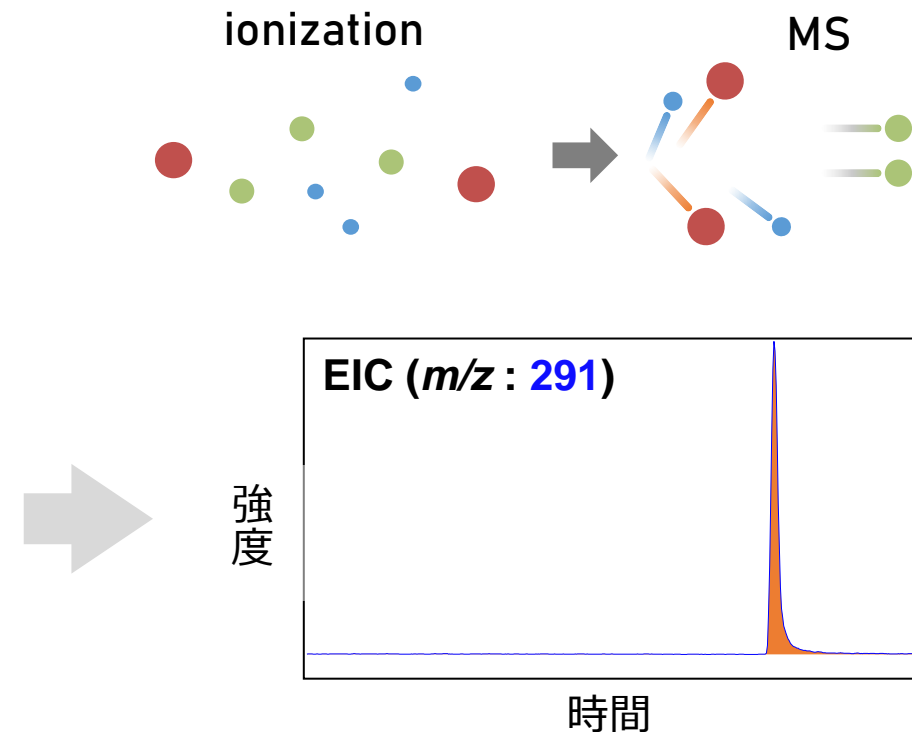 ionization
MS
EIC (m/z : 291)
強度
時間